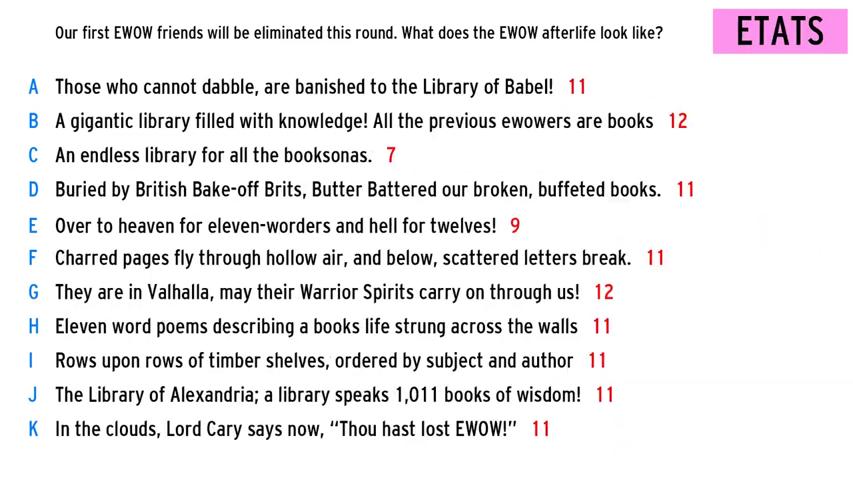 Our first EWOW friends will be eliminated this round. What does the EWOW afterlife look like?
ETATS
A Those who cannot dabble, are banished to the Library of Babel! 11
B A gigantic library filled with knowledge! All the previous ewowers are books 12
C An endless library for all the booksonas. 7
D Buried by British Bake-off Brits, Butter Battered our broken, buffeted books. 11
E Over to heaven for eleven-worders and hell for twelves! 9
F Charred pages fly through hollow air, and below, scattered letters break. 11
G They are in Valhalla, may their Warrior Spirits carry on through us! 12
H Eleven word poems describing a books life strung across the walls 11
I Rows upon rows of timber shelves, ordered by subject and author 11
J The Library of Alexandria; a library speaks 1,011 books of wisdom! 11
K In the clouds, Lord Cary says now, “Thou hast lost EWOW!” 11